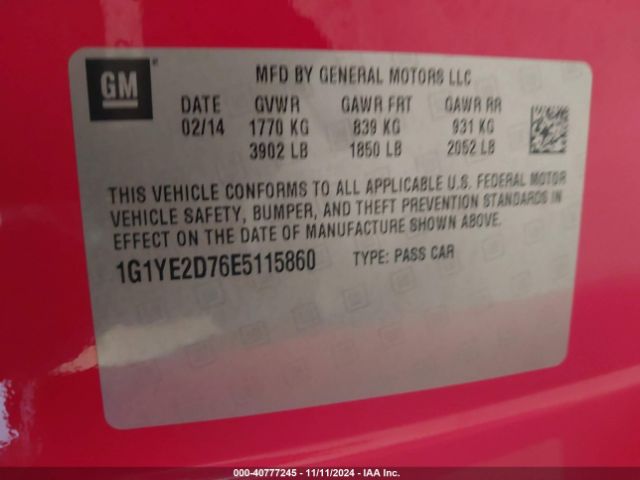 GM
MFD BY GENERAL MOTORS LLC
DATE GVWR GAWR FRT GAWR RR
02/14 1770 KG 839 KG 931 KG
3902 LB 1850 LB 2052 LB
THIS VEHICLE CONFORMS TO ALL APPLICABLE U.S. FEDERAL MOTOR
VEHICLE SAFETY, BUMPER, AND THEFT PREVENTION STANDARDS IN
EFFECT ON THE DATE OF MANUFACTURE SHOWN ABOVE.
1G1YE2D76E5115860 TYPE: PASS CAR
000-40777245 - 11/11/2024 - IAA Inc.